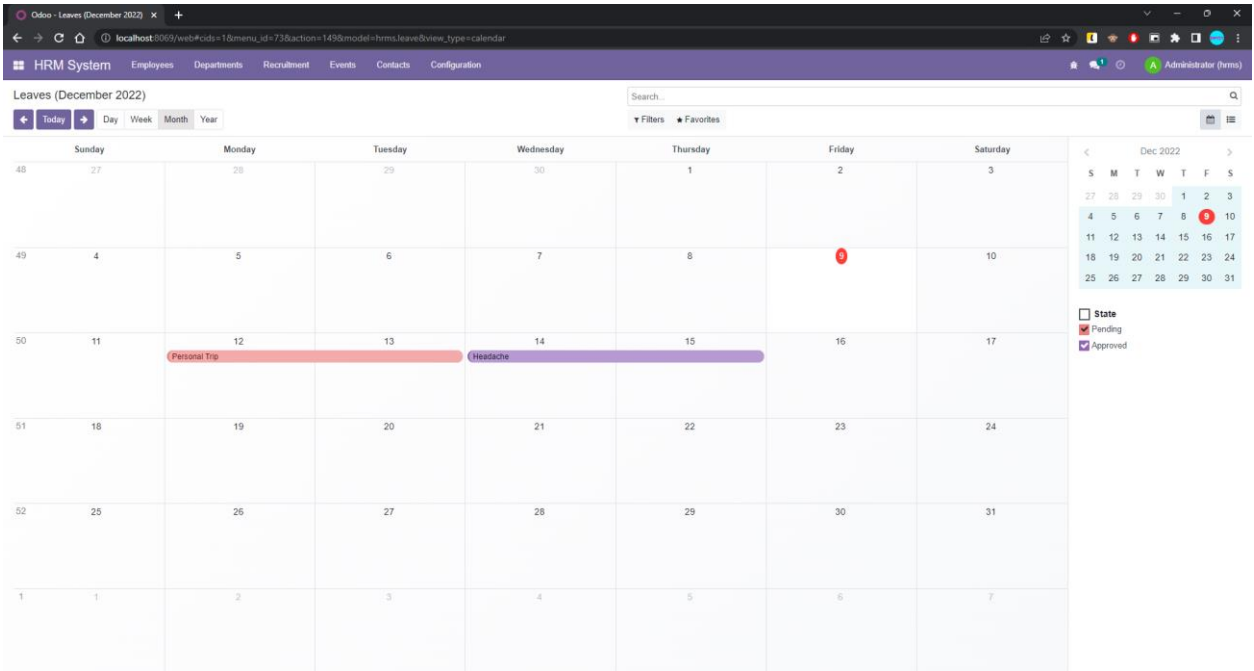 Odoo - Leaves (December 2022)
localhost:8069/web#cids=1&menu_id=73&action=149&model=hrms.leave&view_type=calendar
HRM System Employees Departments Recruitment Events Contacts Configuration 1 A Administrator (hrms)
Leaves (December 2022) Search...
Today Day Week Month Year Filters Favorites
Sunday Monday Tuesday Wednesday Thursday Friday Saturday
48 27 28 29 30 1 2 3
49 4 5 6 7 8 9 10
50 11 12 13 14 15 16 17
Personal Trip Headache
51 18 19 20 21 22 23 24
52 25 26 27 28 29 30 31
1 1 2 3 4 5 6 7
Dec 2022
S M T W T F S
27 28 29 30 1 2 3
4 5 6 7 8 9 10
11 12 13 14 15 16 17
18 19 20 21 22 23 24
25 26 27 28 29 30 31
State
Pending
Approved